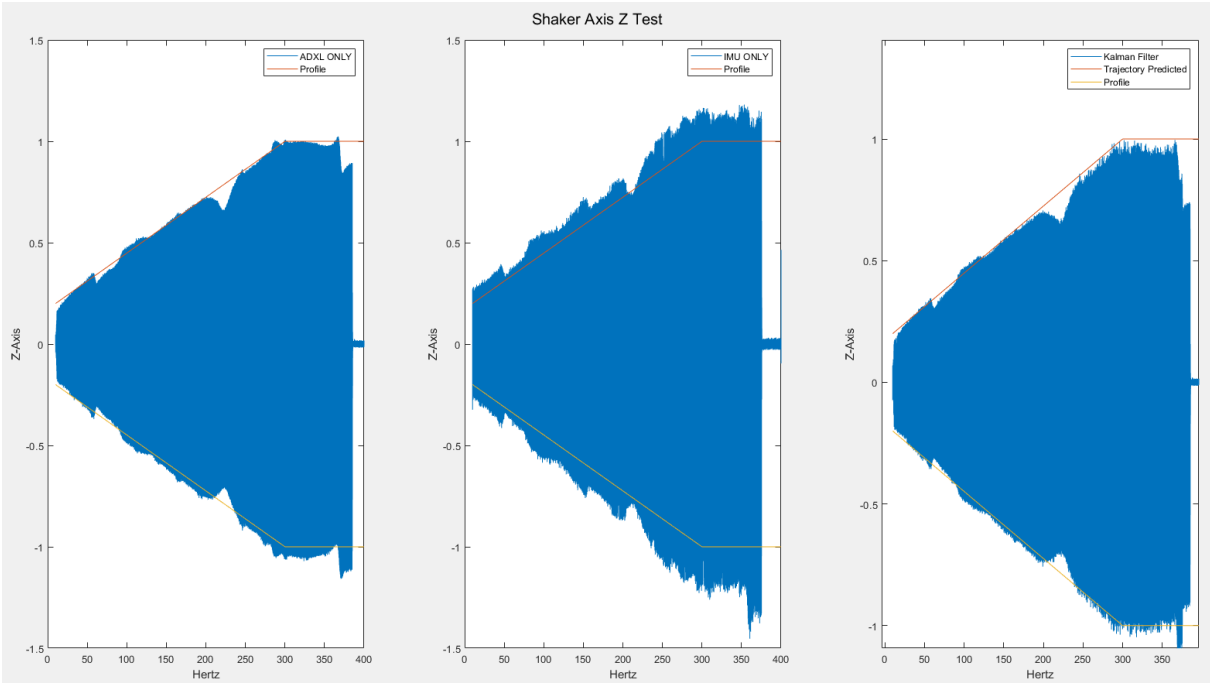 Shaker Axis Z Test
ADXL ONLY
Profile
1.5
1
0.5
0
-0.5
-1
-1.5
Z-Axis
0 50 100 150 200 250 300 350 400
Hertz
IMU ONLY
Profile
1.5
1
0.5
0
-0.5
-1
-1.5
Z-Axis
0 50 100 150 200 250 300 350 400
Hertz
Kalman Filter
Trajectory Predicted
Profile
1
0.5
0
-0.5
-1
Z-Axis
0 50 100 150 200 250 300 350
Hertz